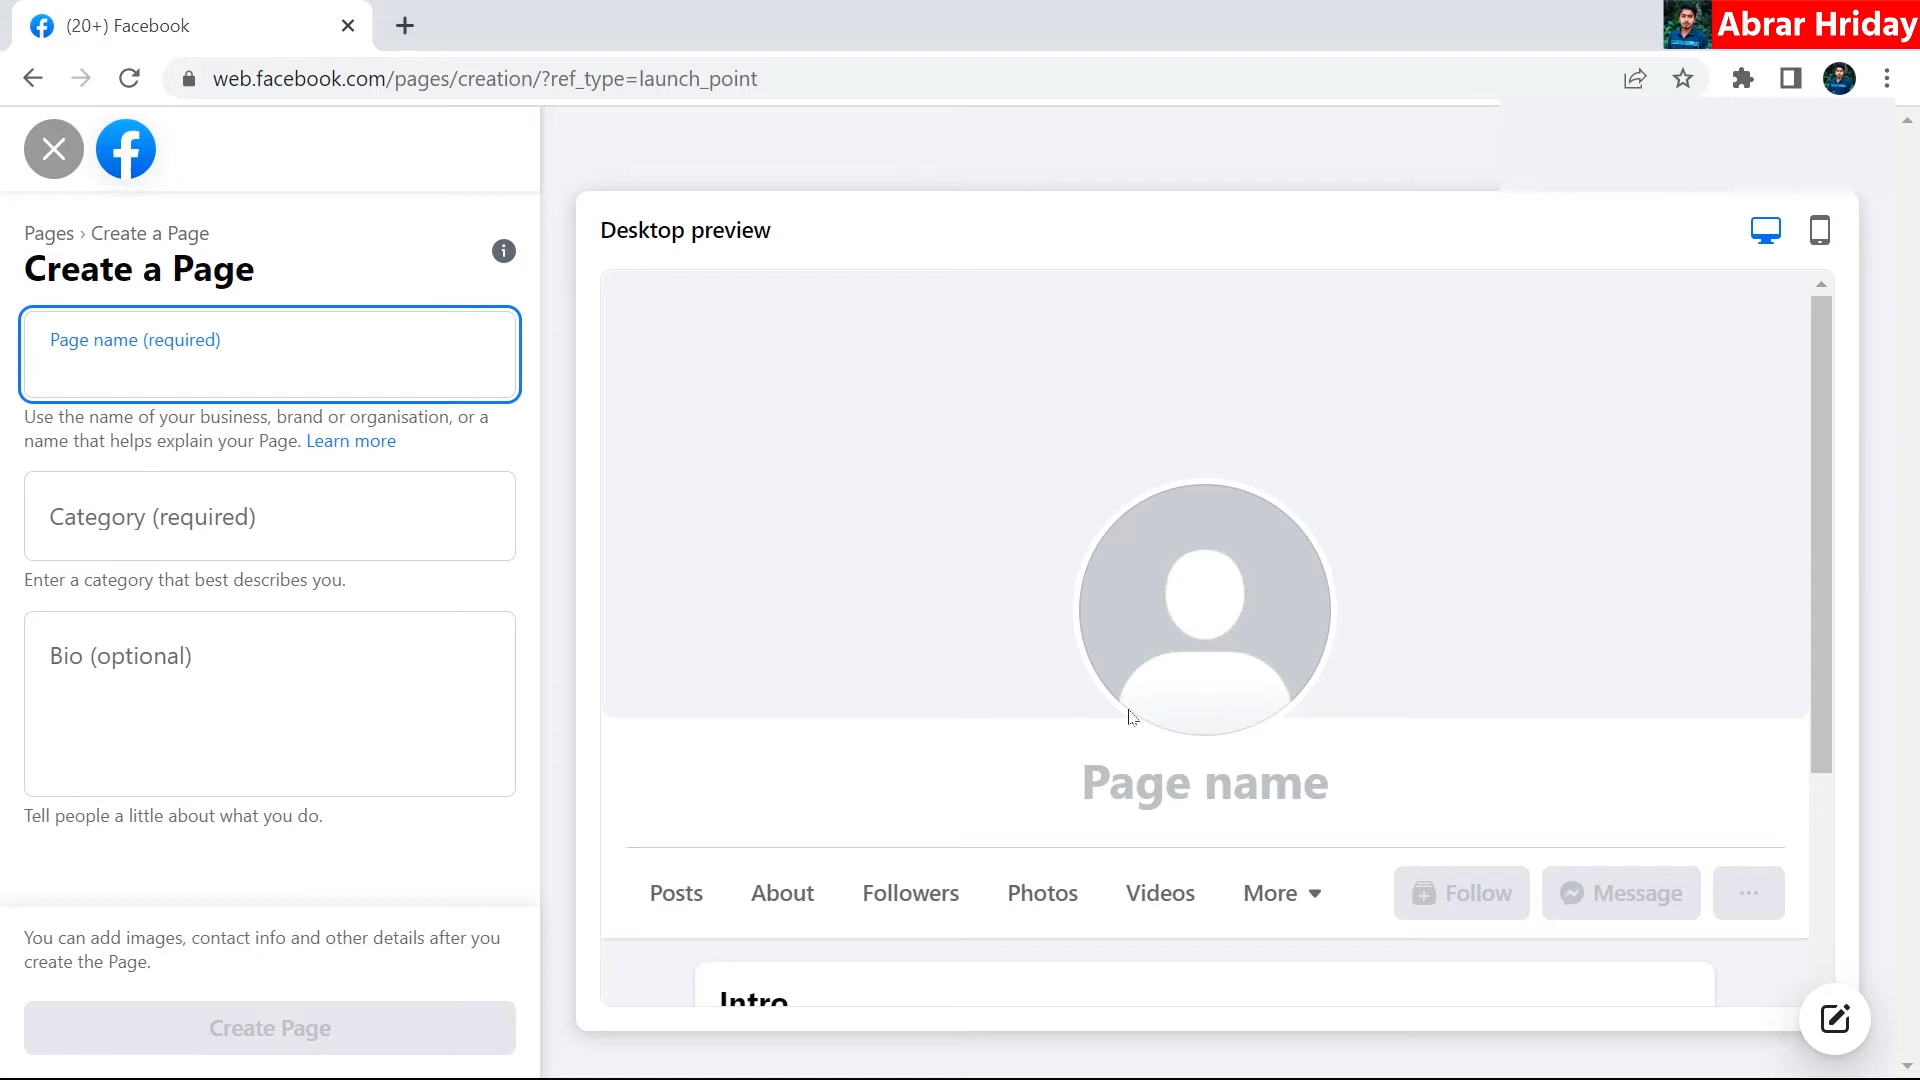 (20+) Facebook
Abrar Hriday
web.facebook.com/pages/creation/?ref_type=launch_point
Pages › Create a Page
Create a Page
Page name (required)
Use the name of your business, brand or organisation, or a
name that helps explain your Page. Learn more
Category (required)
Enter a category that best describes you.
Bio (optional)
Tell people a little about what you do.
You can add images, contact info and other details after you
create the Page.
Create Page
Desktop preview
Page name
Posts About Followers Photos Videos More Follow Message
Intro